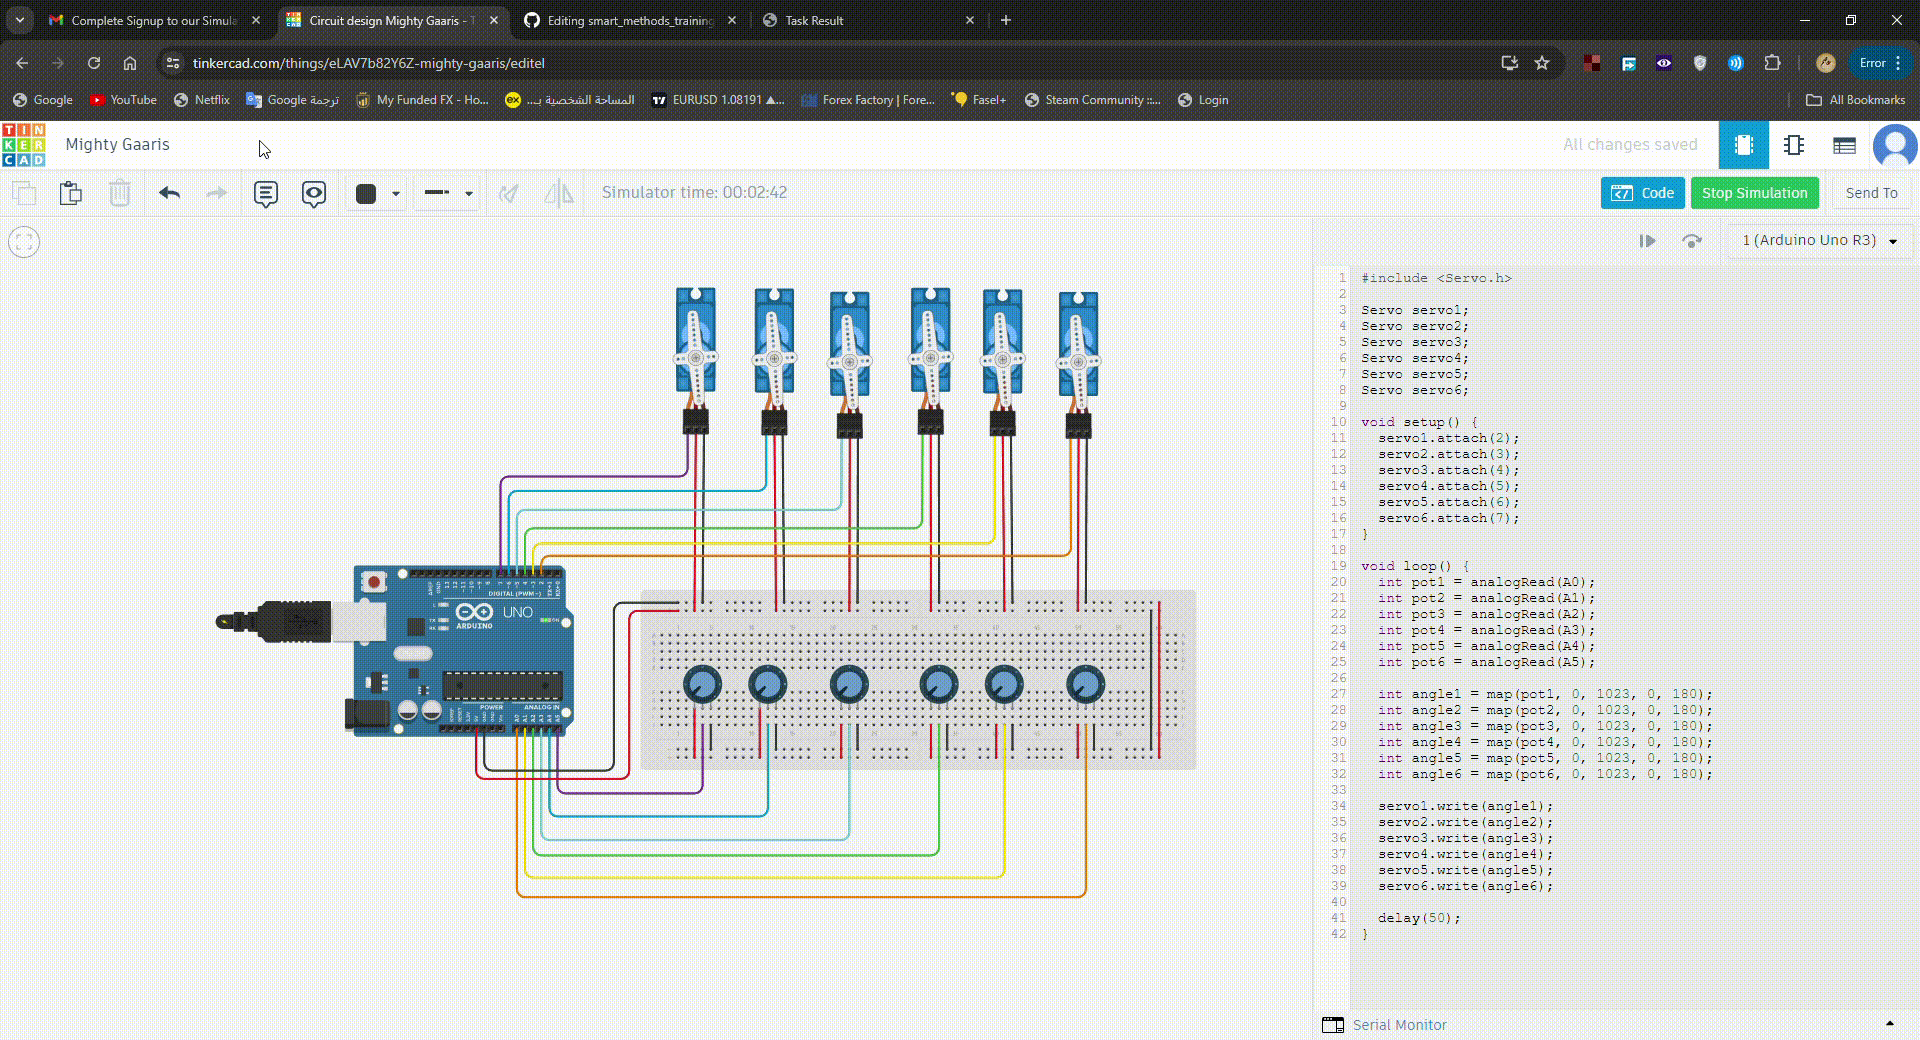 Complete Signup to our Simula
Circuit design Mighty Gaaris - T
Editing smart_methods_training
Task Result
tinkercad.com/things/eLAV7b82Y6Z-mighty-gaaris/editel
Error
Google
YouTube
Netflix
ترجمة Google
My Funded FX - Ho...
المساحة الشخصية بـ...
EURUSD 1.08191 ▲...
Forex Factory | Fore...
Fasel+
Steam Community ::...
Login
All Bookmarks
TIN
KER
CAD
Mighty Gaaris
All changes saved
Simulator time: 00:02:42
Code
Stop Simulation
Send To
1 (Arduino Uno R3)
1 #include <Servo.h>
2
3 Servo servo1;
4 Servo servo2;
5 Servo servo3;
6 Servo servo4;
7 Servo servo5;
8 Servo servo6;
9
10 void setup() {
11 servo1.attach(2);
12 servo2.attach(3);
13 servo3.attach(4);
14 servo4.attach(5);
15 servo5.attach(6);
16 servo6.attach(7);
17 }
18
19 void loop() {
20 int pot1 = analogRead(A0);
21 int pot2 = analogRead(A1);
22 int pot3 = analogRead(A2);
23 int pot4 = analogRead(A3);
24 int pot5 = analogRead(A4);
25 int pot6 = analogRead(A5);
26
27 int angle1 = map(pot1, 0, 1023, 0, 180);
28 int angle2 = map(pot2, 0, 1023, 0, 180);
29 int angle3 = map(pot3, 0, 1023, 0, 180);
30 int angle4 = map(pot4, 0, 1023, 0, 180);
31 int angle5 = map(pot5, 0, 1023, 0, 180);
32 int angle6 = map(pot6, 0, 1023, 0, 180);
33
34 servo1.write(angle1);
35 servo2.write(angle2);
36 servo3.write(angle3);
37 servo4.write(angle4);
38 servo5.write(angle5);
39 servo6.write(angle6);
40
41 delay(50);
42 }
DIGITAL (PWM~)
UNO
ARDUINO
POWER
ANALOG IN
Serial Monitor